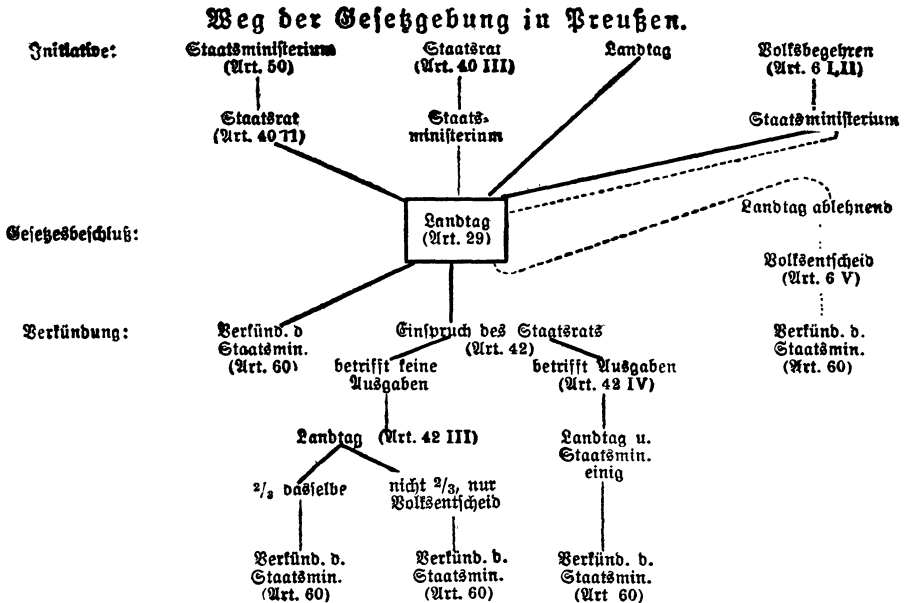 Weg der Gesetzgebung in Preußen.
Initiative:
Staatsministerium
(Art. 50)
Staatsrat
(Art. 40 III)
Landtag
Volksbegehren
(Art. 6 I,II)
Staatsrat
(Art. 40 II)
Staats-
ministerium
Staatsministerium
Gesetzesbeschluß:
Landtag
(Art. 29)
Landtag ablehnend
Volksentscheid
(Art. 6 V)
Verkündung:
Verkünd. d
Staatsmin.
(Art. 60)
Einspruch des Staatsrats
(Art. 42)
Verkünd. d.
Staatsmin.
(Art. 60)
betrifft keine
Ausgaben
betrifft Ausgaben
(Art. 42 IV)
Landtag (Art. 42 III)
Landtag u.
Staatsmin.
einig
2/3 dasselbe
nicht 2/3, nur
Volksentscheid
Verkünd. d.
Staatsmin.
(Art. 60)
Verkünd. d.
Staatsmin.
(Art. 60)
Verkünd. d.
Staatsmin.
(Art 60)